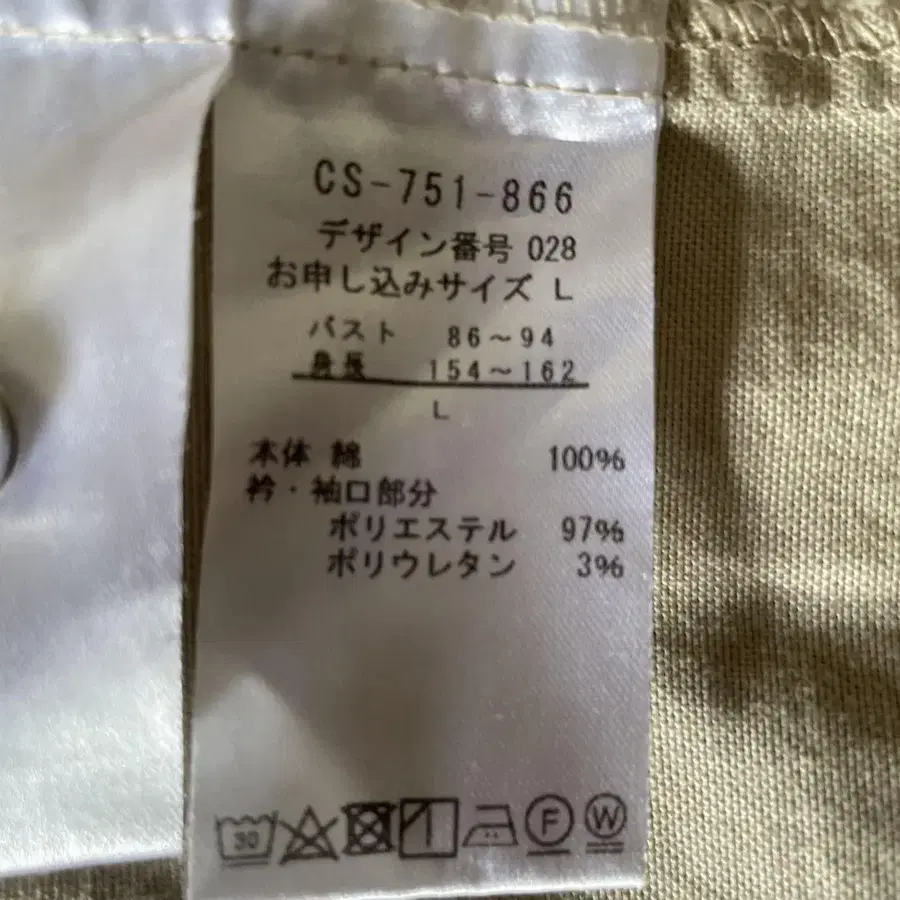 CS-751-866
デザイン番号 028
お申し込みサイズ L
バスト 86～94
身長 154～162
L
本体 綿 100%
衿・袖口部分
ポリエステル 97%
ポリウレタン 3%
30 F W